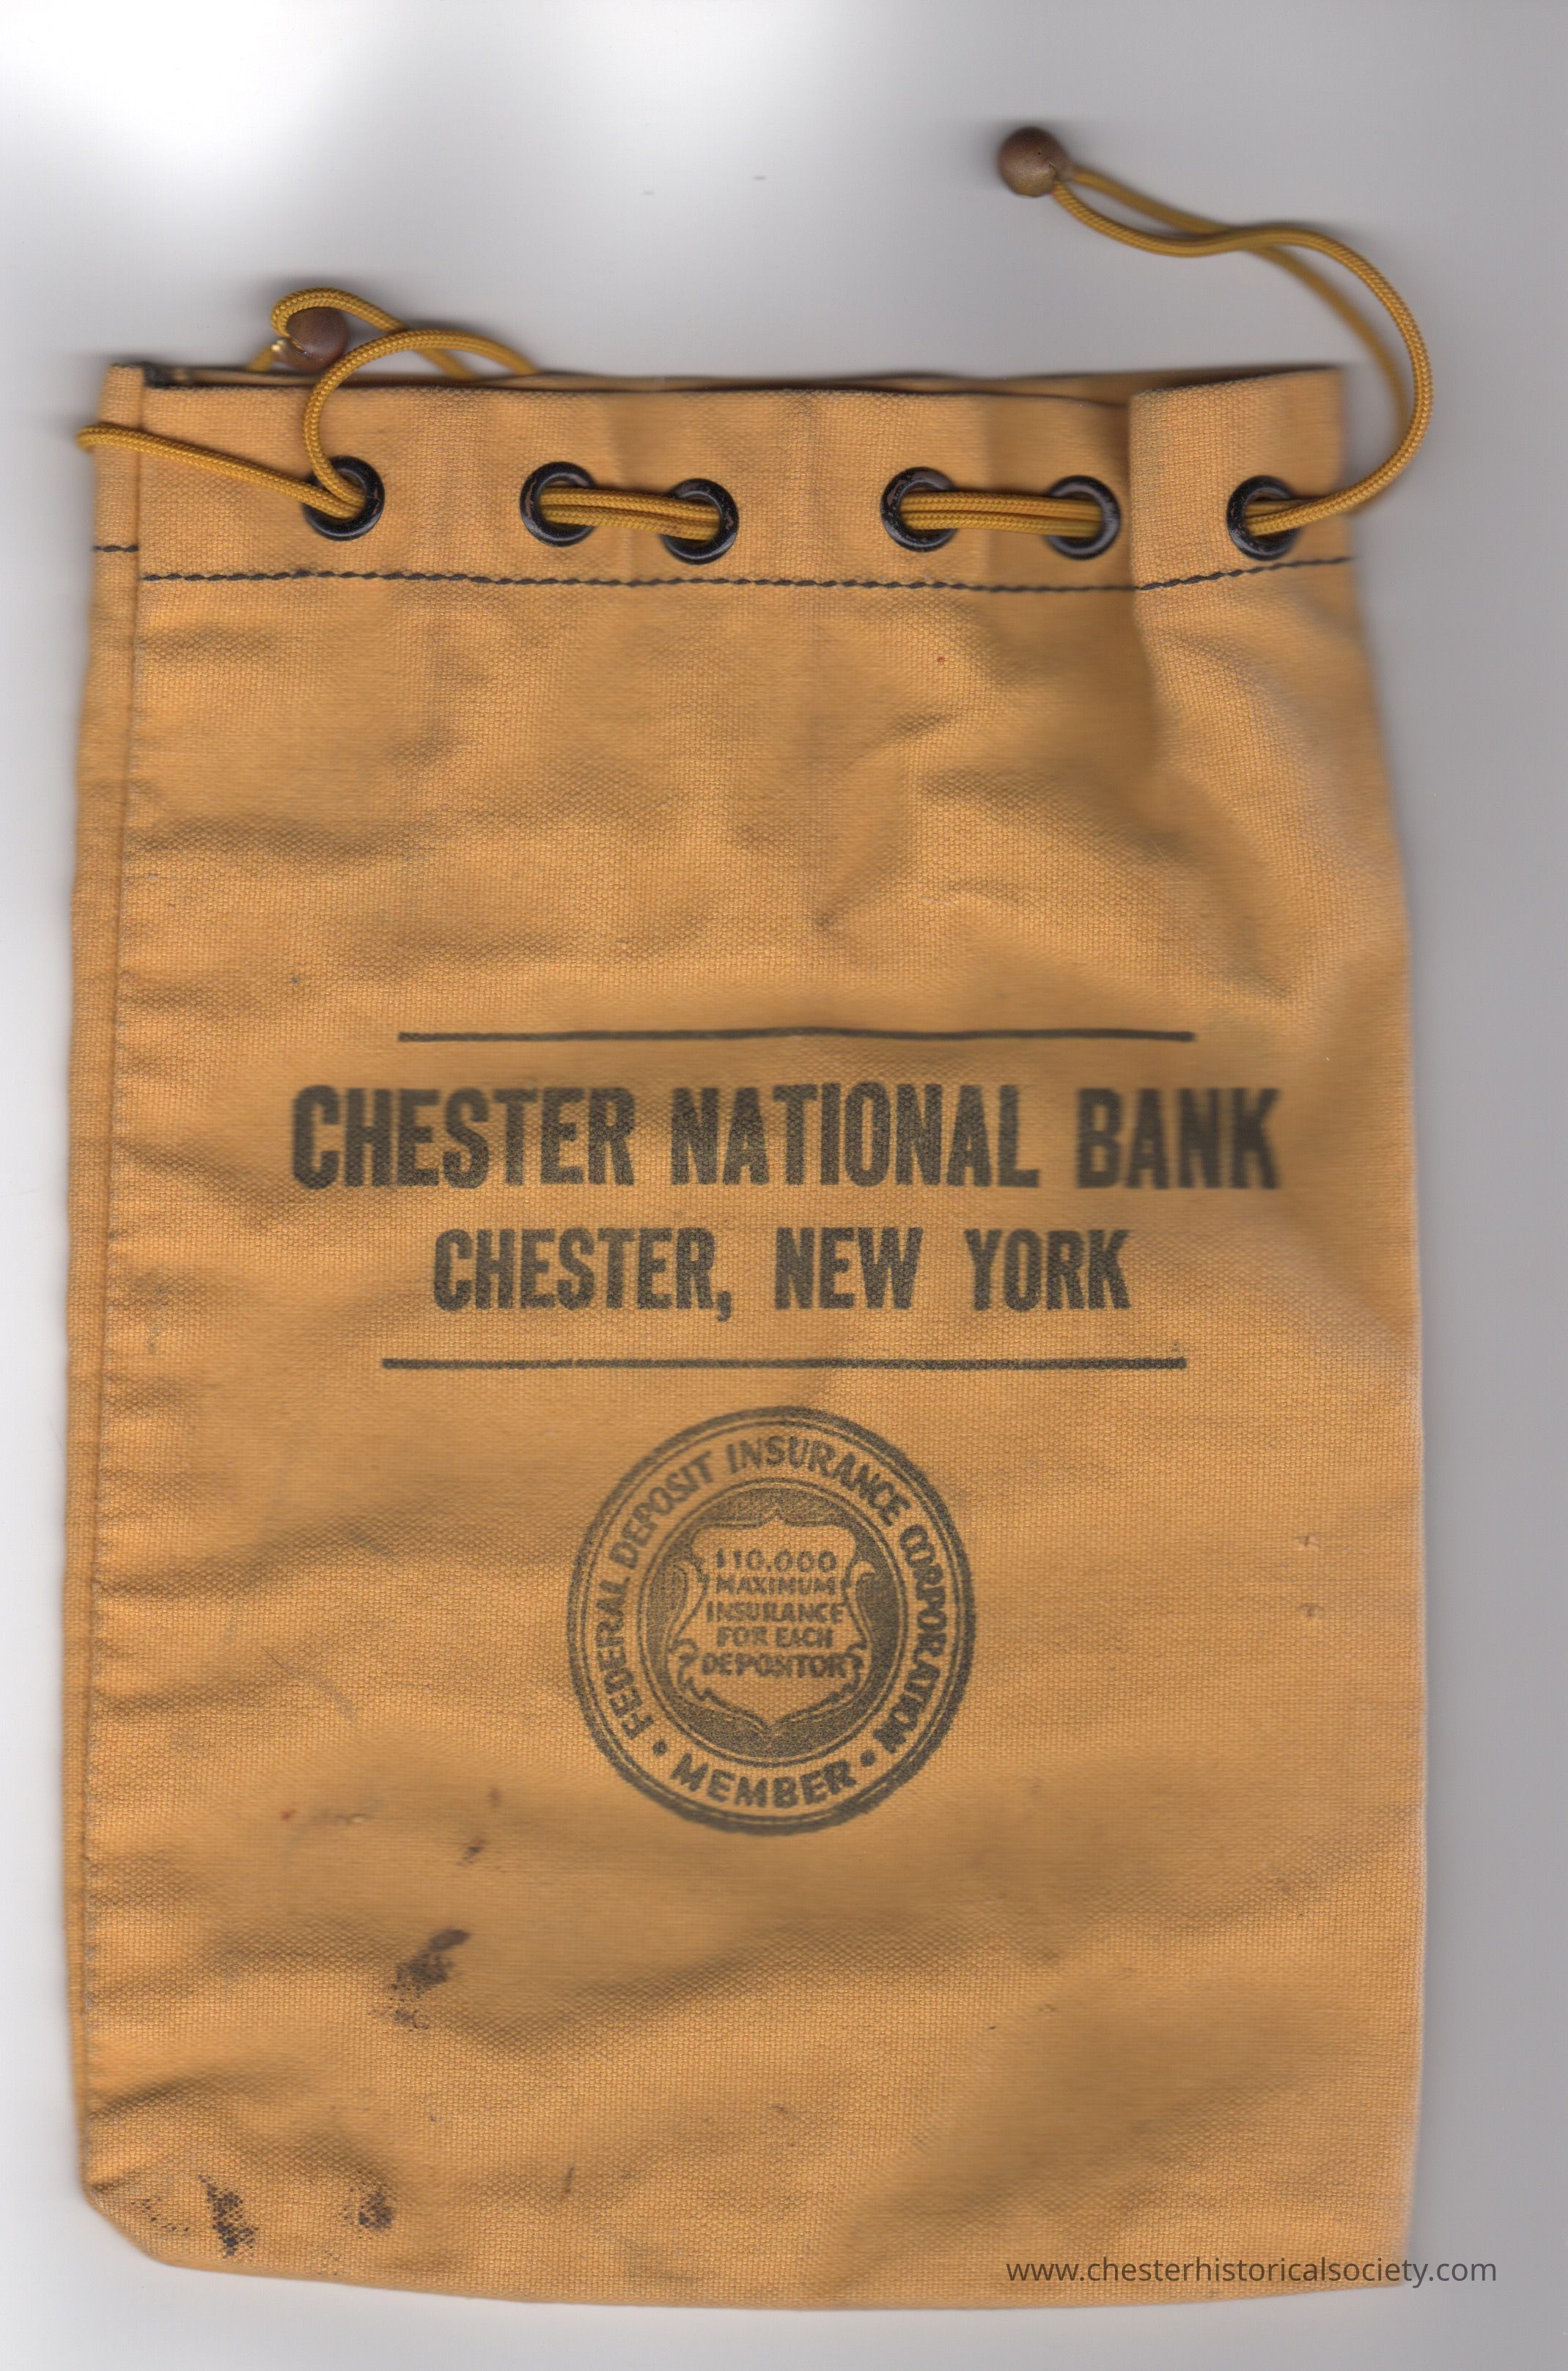 CHESTER NATIONAL BANK
CHESTER, NEW YORK
FEDERAL DEPOSIT INSURANCE CORPORATION
$10,000
MAXIMUM
INSURANCE
FOR EACH
DEPOSITOR
• MEMBER •
www.chesterhistoricalsociety.com